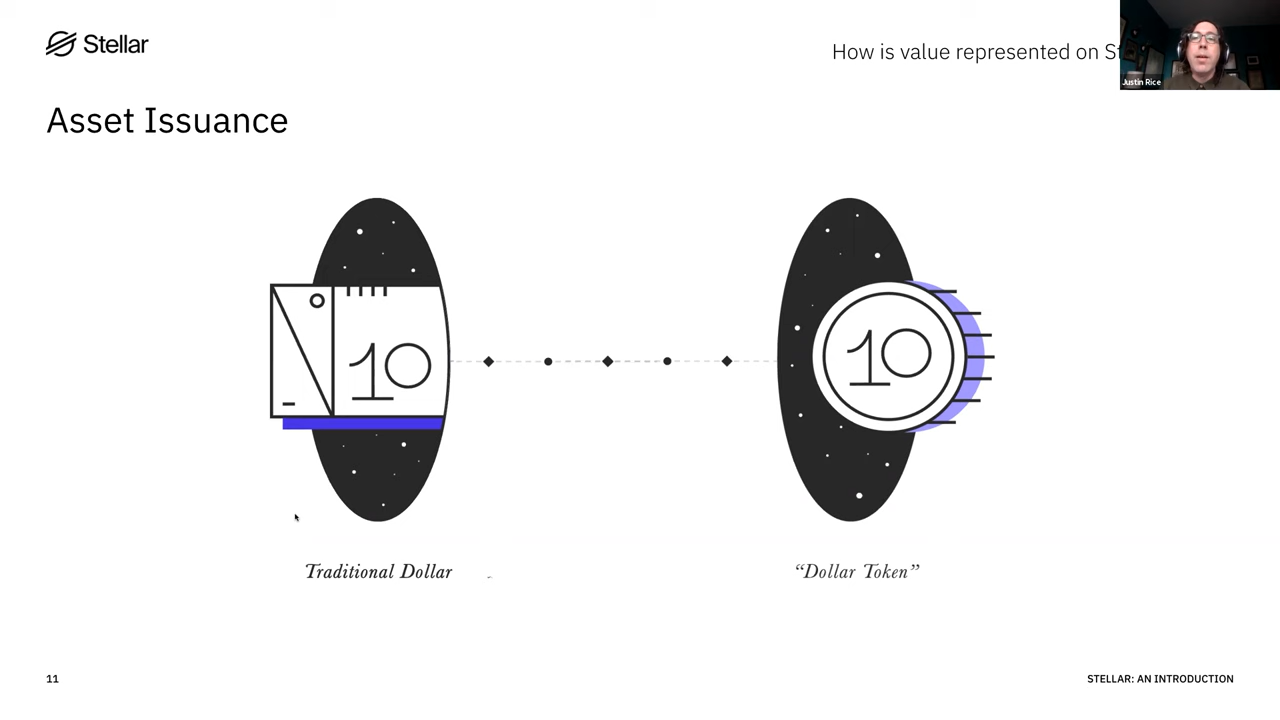 Stellar
How is value represented on St
Justin Rice
Asset Issuance
10
10
Traditional Dollar
“Dollar Token”
11
STELLAR: AN INTRODUCTION